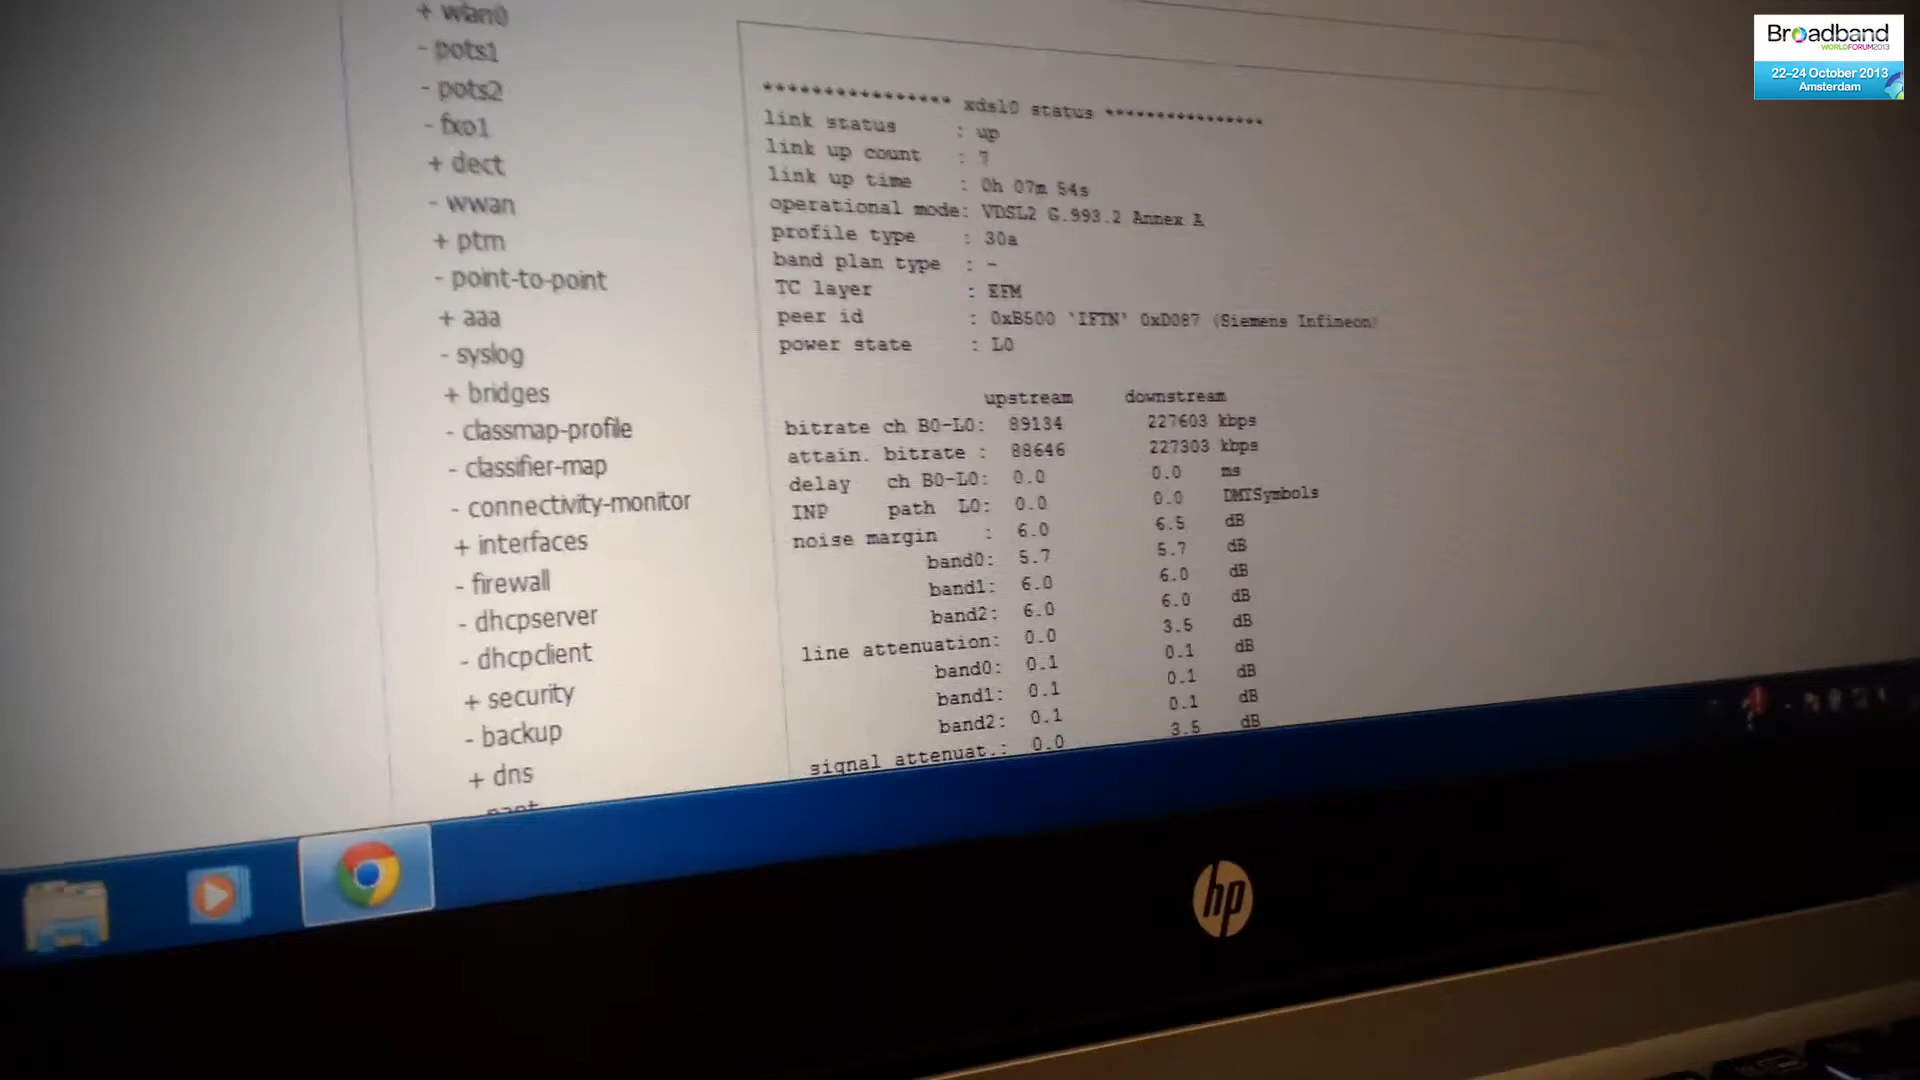 Broadband
WORLDFORUM2013
22–24 October 2013
Amsterdam
+ wlan0
- pots1
- pots2
- fxo1
+ dect
- wwan
+ ptm
- point-to-point
+ aaa
- syslog
+ bridges
- classmap-profile
- classifier-map
- connectivity-monitor
+ interfaces
- firewall
- dhcpserver
- dhcpclient
+ security
- backup
+ dns
**************** xdsl0 status ****************
link status : up
link up count : 7
link up time : 0h 07m 54s
operational mode: VDSL2 G.993.2 Annex A
profile type : 30a
band plan type : -
TC layer : EFM
peer id : 0xB500 'IFTN' 0xD087 (Siemens Infineon)
power state : L0
upstream downstream
bitrate ch B0-L0: 89134 227603 kbps
attain. bitrate : 88646 227303 kbps
delay ch B0-L0: 0.0 0.0 ms
INP path L0: 0.0 0.0 DMTSymbols
noise margin : 6.0 6.5 dB
band0: 5.7 5.7 dB
band1: 6.0 6.0 dB
band2: 6.0 6.0 dB
line attenuation: 0.0 3.5 dB
band0: 0.1 0.1 dB
band1: 0.1 0.1 dB
band2: 0.1 0.1 dB
signal attenuat.: 0.0 3.5 dB
hp